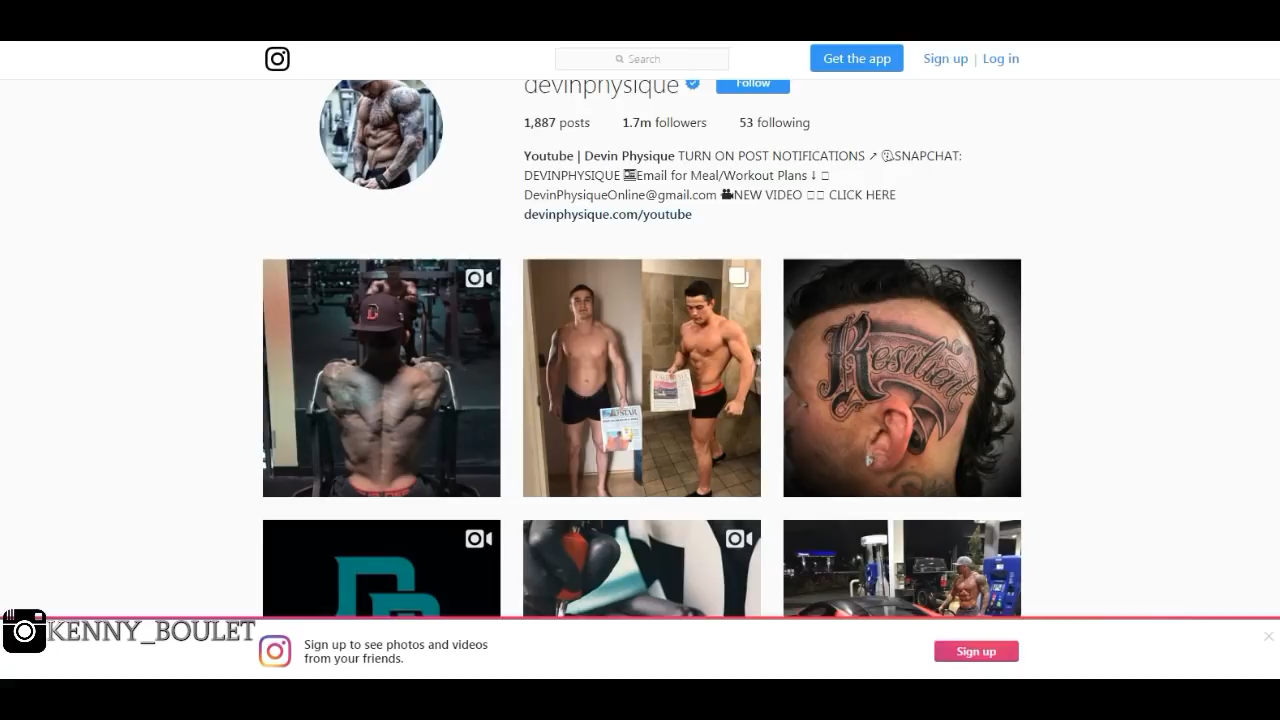 Search
Get the app
Sign up | Log in
devinphysique
Follow
1,887 posts 1.7m followers 53 following
Youtube | Devin Physique TURN ON POST NOTIFICATIONS ↗ SNAPCHAT:
DEVINPHYSIQUE Email for Meal/Workout Plans ↓
DevinPhysiqueOnline@gmail.com NEW VIDEO CLICK HERE
devinphysique.com/youtube
STAR
Resilient
KENNY_BOULET
Sign up to see photos and videos
from your friends.
Sign up